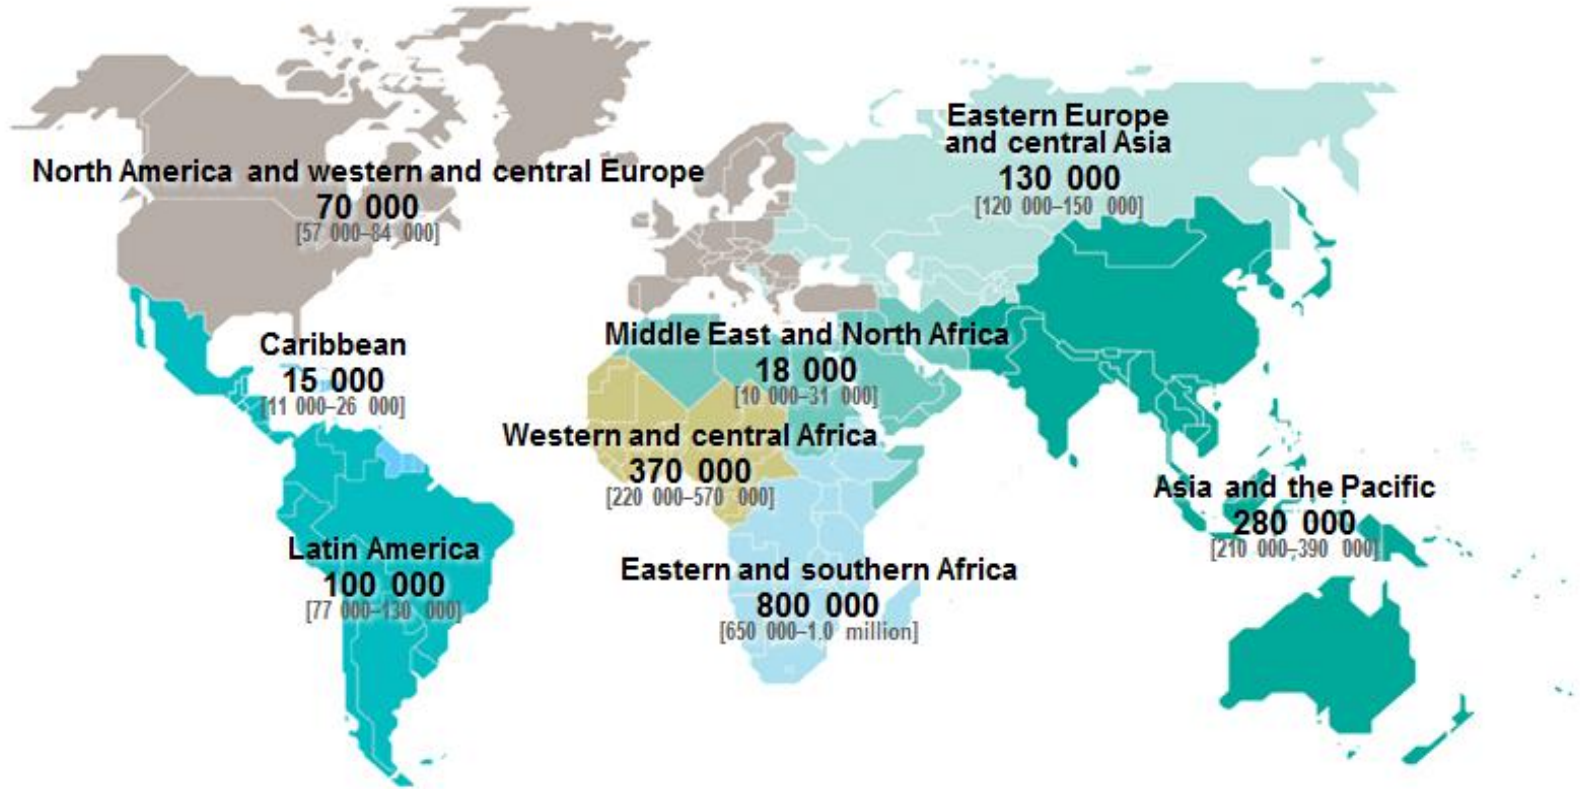 North America and western and central Europe
70 000
[57 000–84 000]
Eastern Europe
and central Asia
130 000
[120 000–150 000]
Caribbean
15 000
[11 000–26 000]
Middle East and North Africa
18 000
[10 000–31 000]
Western and central Africa
370 000
[220 000–570 000]
Asia and the Pacific
280 000
[210 000–390 000]
Latin America
100 000
[77 000–130 000]
Eastern and southern Africa
800 000
[650 000–1.0 million]